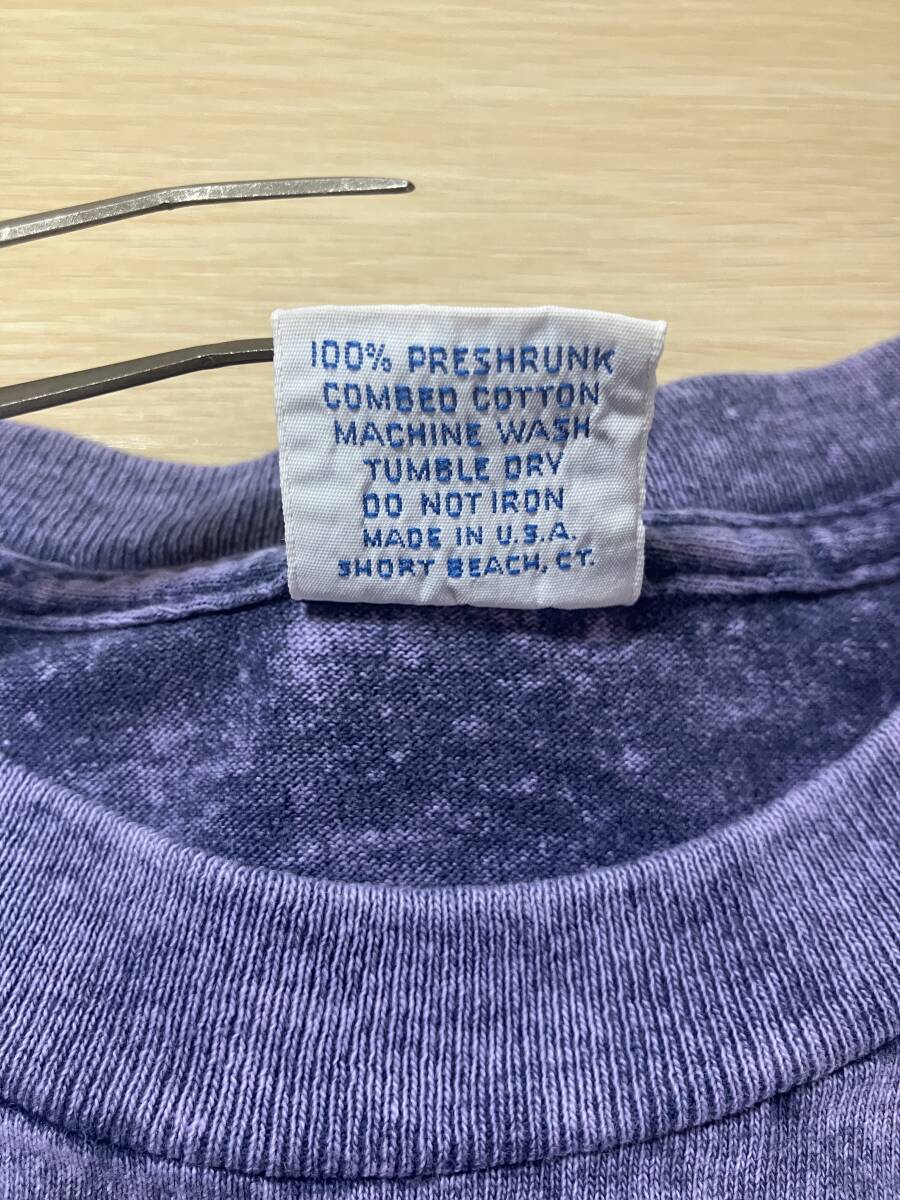 100% PRESHRUNK
COMBED COTTON
MACHINE WASH
TUMBLE DRY
DO NOT IRON
MADE IN U.S.A.
SHORT BEACH, CT.